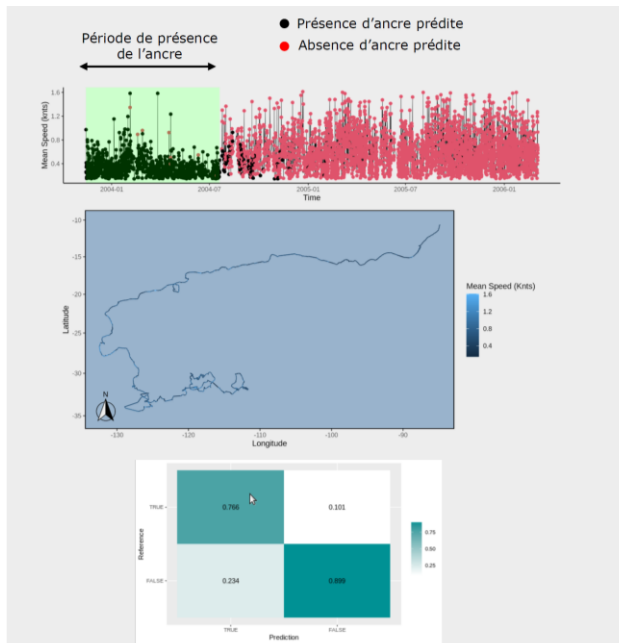 Période de présence
de l'ancre
Présence d'ancre prédite
Absence d'ancre prédite
Mean Speed (knts)
1.6
1.2
0.8
0.4
2004-01
2004-07
2005-01
2005-07
2006-01
Time
Latitude
-10
-15
-20
-25
-30
-35
N
-130
-120
-110
-100
-90
Longitude
Mean Speed (Knts)
1.6
1.2
0.8
0.4
Reference
TRUE
FALSE
0.766
0.101
0.234
0.899
TRUE
FALSE
Prediction
0.75
0.50
0.25